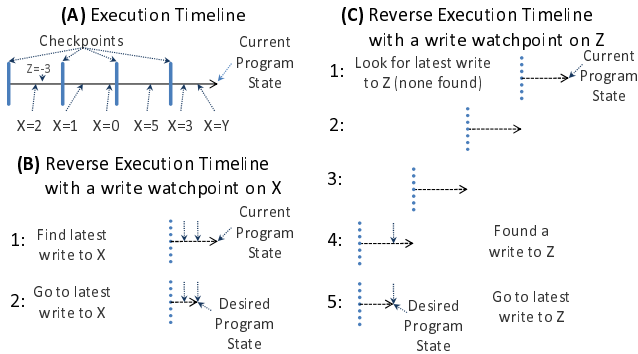 (A) Execution Timeline
Checkpoints
Z=-3
Current
Program
State
X=2 X=1 X=0 X=5 X=3 X=Y
(B) Reverse Execution Timeline
with a write watchpoint on X
1: Find latest
write to X
Current
Program
State
2: Go to latest
write to X
Desired
Program
State
(C) Reverse Execution Timeline
with a write watchpoint on Z
1: Look for latest write
to Z (none found)
Current
Program
State
2:
3:
4:
Found a
write to Z
5:
Desired
Program
State
Go to latest
write to Z